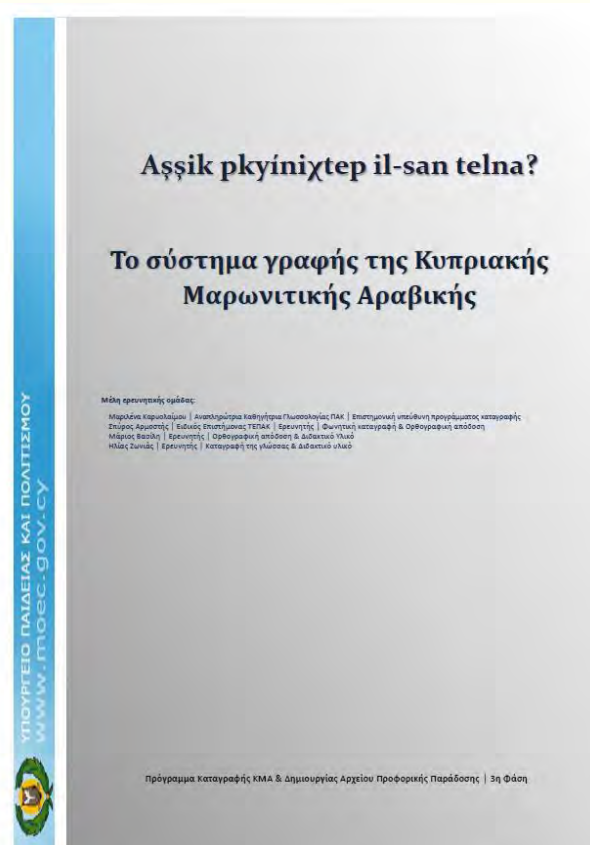 Aşşik pkyíniχtep il-san telna?
Το σύστημα γραφής της Κυπριακής
Μαρωνιτικής Αραβικής
Μέλη ερευνητικής ομάδας:
Μαριλένα Καρυολαίμου | Αναπληρώτρια Καθηγήτρια Γλωσσολογίας ΠΑΚ | Επιστημονική υπεύθυνη προγράμματος καταγραφής
Σπύρος Αρμοστής | Ειδικός Επιστήμονας ΤΕΠΑΚ | Ερευνητής | Φωνητική καταγραφή & Ορθογραφική απόδοση
Μάριος Βασίλη | Ερευνητής | Ορθογραφική απόδοση & Διδακτικό Υλικό
Ηλίας Ζωνιάς | Ερευνητής | Καταγραφή της γλώσσας & Διδακτικό υλικό
Πρόγραμμα Καταγραφής ΚΜΑ & Δημιουργίας Αρχείου Προφορικής Παράδοσης | 3η Φάση
ΥΠΟΥΡΓΕΙΟ ΠΑΙΔΕΙΑΣ ΚΑΙ ΠΟΛΙΤΙΣΜΟΥ
www.moec.gov.cy